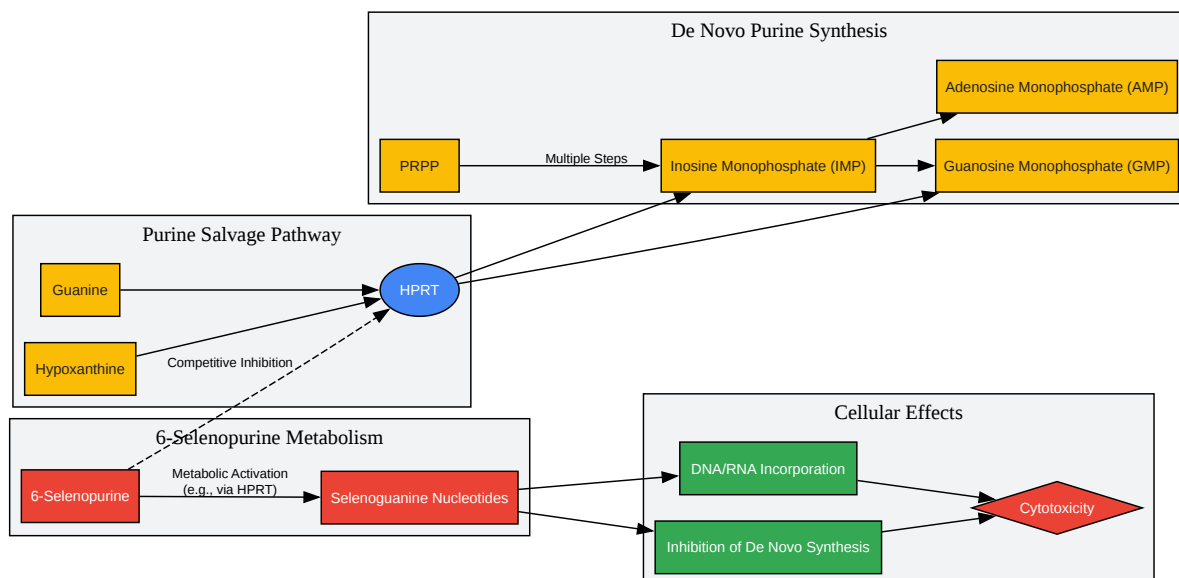 De Novo Purine Synthesis
Adenosine Monophosphate (AMP)
PRPP
Multiple Steps
Inosine Monophosphate (IMP)
Guanosine Monophosphate (GMP)
Purine Salvage Pathway
Guanine
HPRT
Hypoxanthine
Competitive Inhibition
6-Selenopurine Metabolism
6-Selenopurine
Metabolic Activation
(e.g., via HPRT)
Selenoguanine Nucleotides
Cellular Effects
DNA/RNA Incorporation
Cytotoxicity
Inhibition of De Novo Synthesis